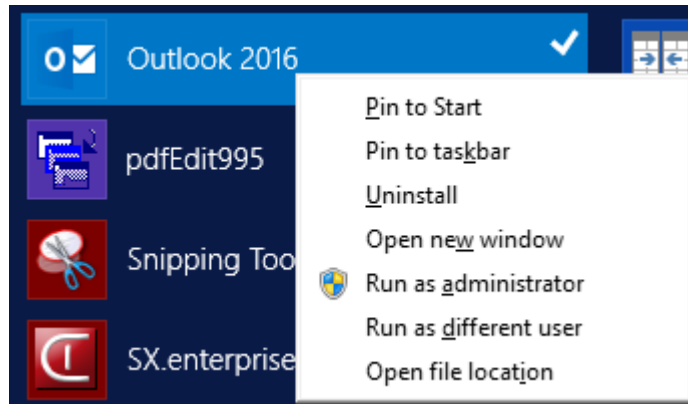 Outlook 2016
pdfEdit995
Snipping Too
SX.enterprise
Pin to Start
Pin to taskbar
Uninstall
Open new window
Run as administrator
Run as different user
Open file location